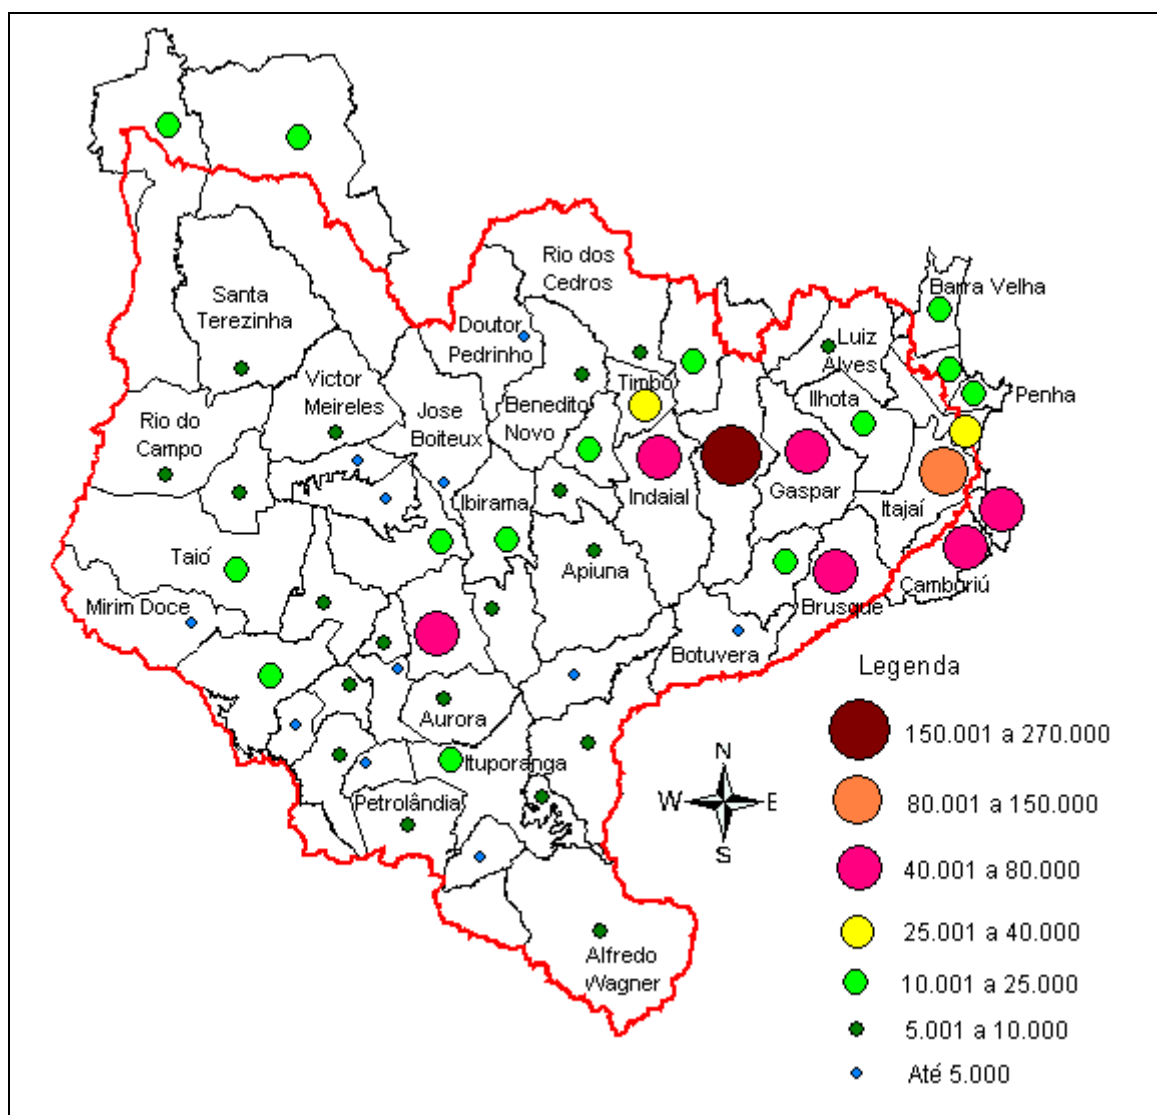 Rio dos
Cedros
Barra Velha
Santa
Terezinha
Doutor
Pedrinho
Luiz
Alves
Victor
Meireles
Timbó
Penha
Jose
Boiteux
Benedito
Novo
Ilhota
Rio do
Campo
Ibirama
Indaial
Gaspar
Itajaí
Taió
Apiuna
Camboriú
Mirim Doce
Brusque
Botuvera
Aurora
Ituporanga
Petrolândia
Alfredo
Wagner
N
W
E
S
Legenda
150.001 a 270.000
80.001 a 150.000
40.001 a 80.000
25.001 a 40.000
10.001 a 25.000
5.001 a 10.000
Até 5.000